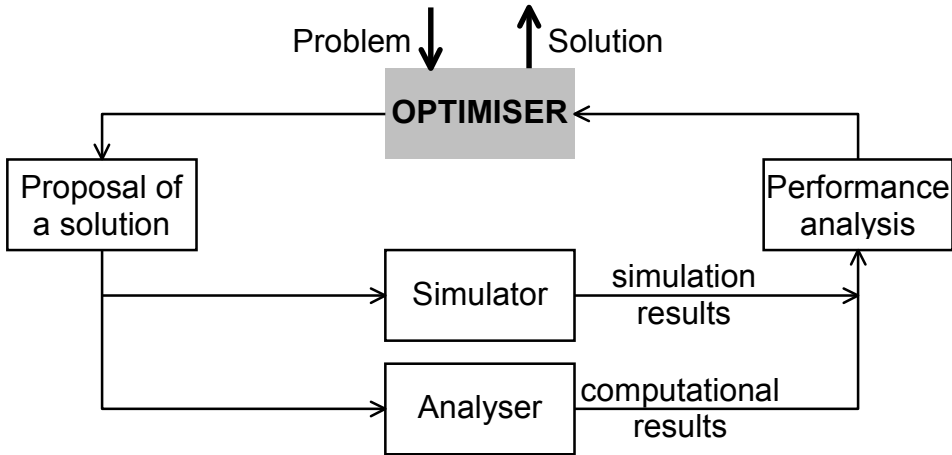 Problem
Solution
OPTIMISER
Proposal of
a solution
Performance
analysis
Simulator
simulation
results
Analyser
computational
results